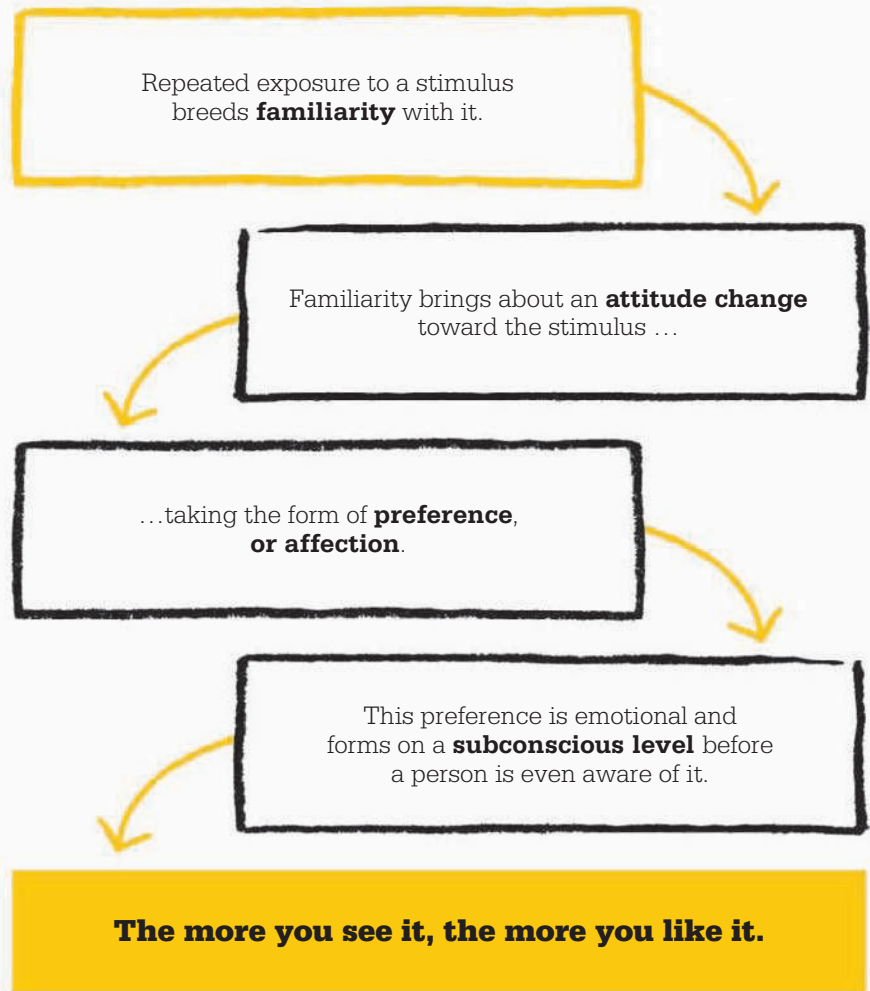 Repeated exposure to a stimulus
breeds familiarity with it.
Familiarity brings about an attitude change
toward the stimulus …
…taking the form of preference,
or affection.
This preference is emotional and
forms on a subconscious level before
a person is even aware of it.
The more you see it, the more you like it.